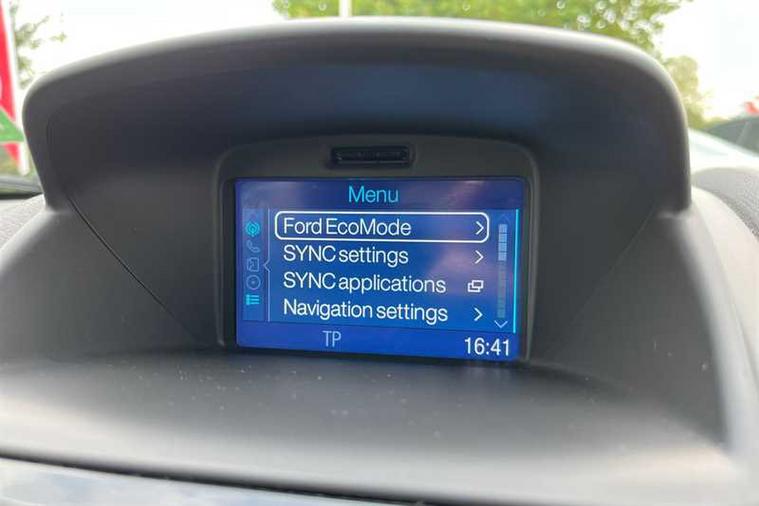 Menu
Ford EcoMode
SYNC settings
SYNC applications
Navigation settings
TP
16:41